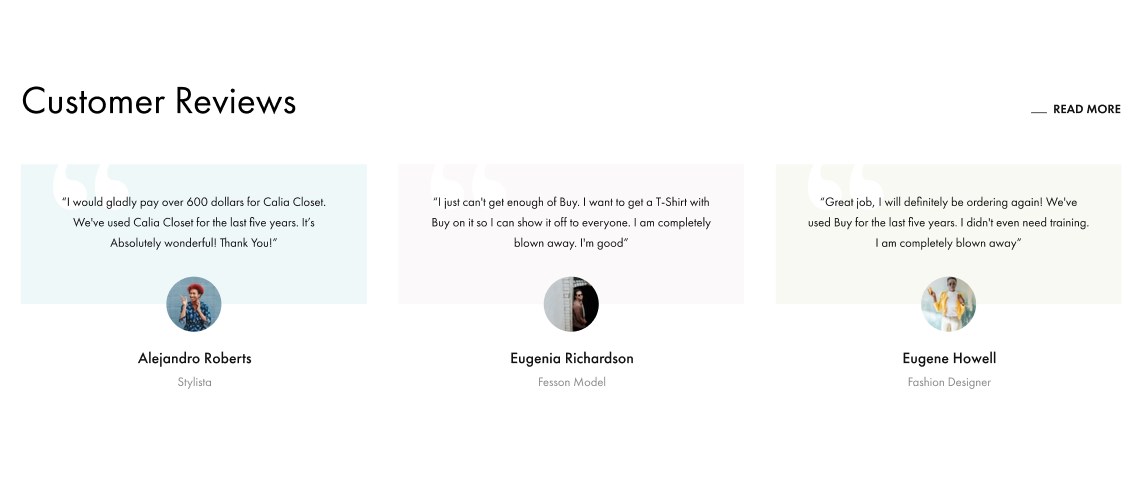 Customer Reviews
READ MORE
“I would gladly pay over 600 dollars for Calia Closet.
We've used Calia Closet for the last five years. It’s
Absolutely wonderful! Thank You!”
Alejandro Roberts
Stylista
“I just can't get enough of Buy. I want to get a T-Shirt with
Buy on it so I can show it off to everyone. I am completely
blown away. I'm good”
Eugenia Richardson
Fesson Model
“Great job, I will definitely be ordering again! We've
used Buy for the last five years. I didn't even need training.
I am completely blown away”
Eugene Howell
Fashion Designer